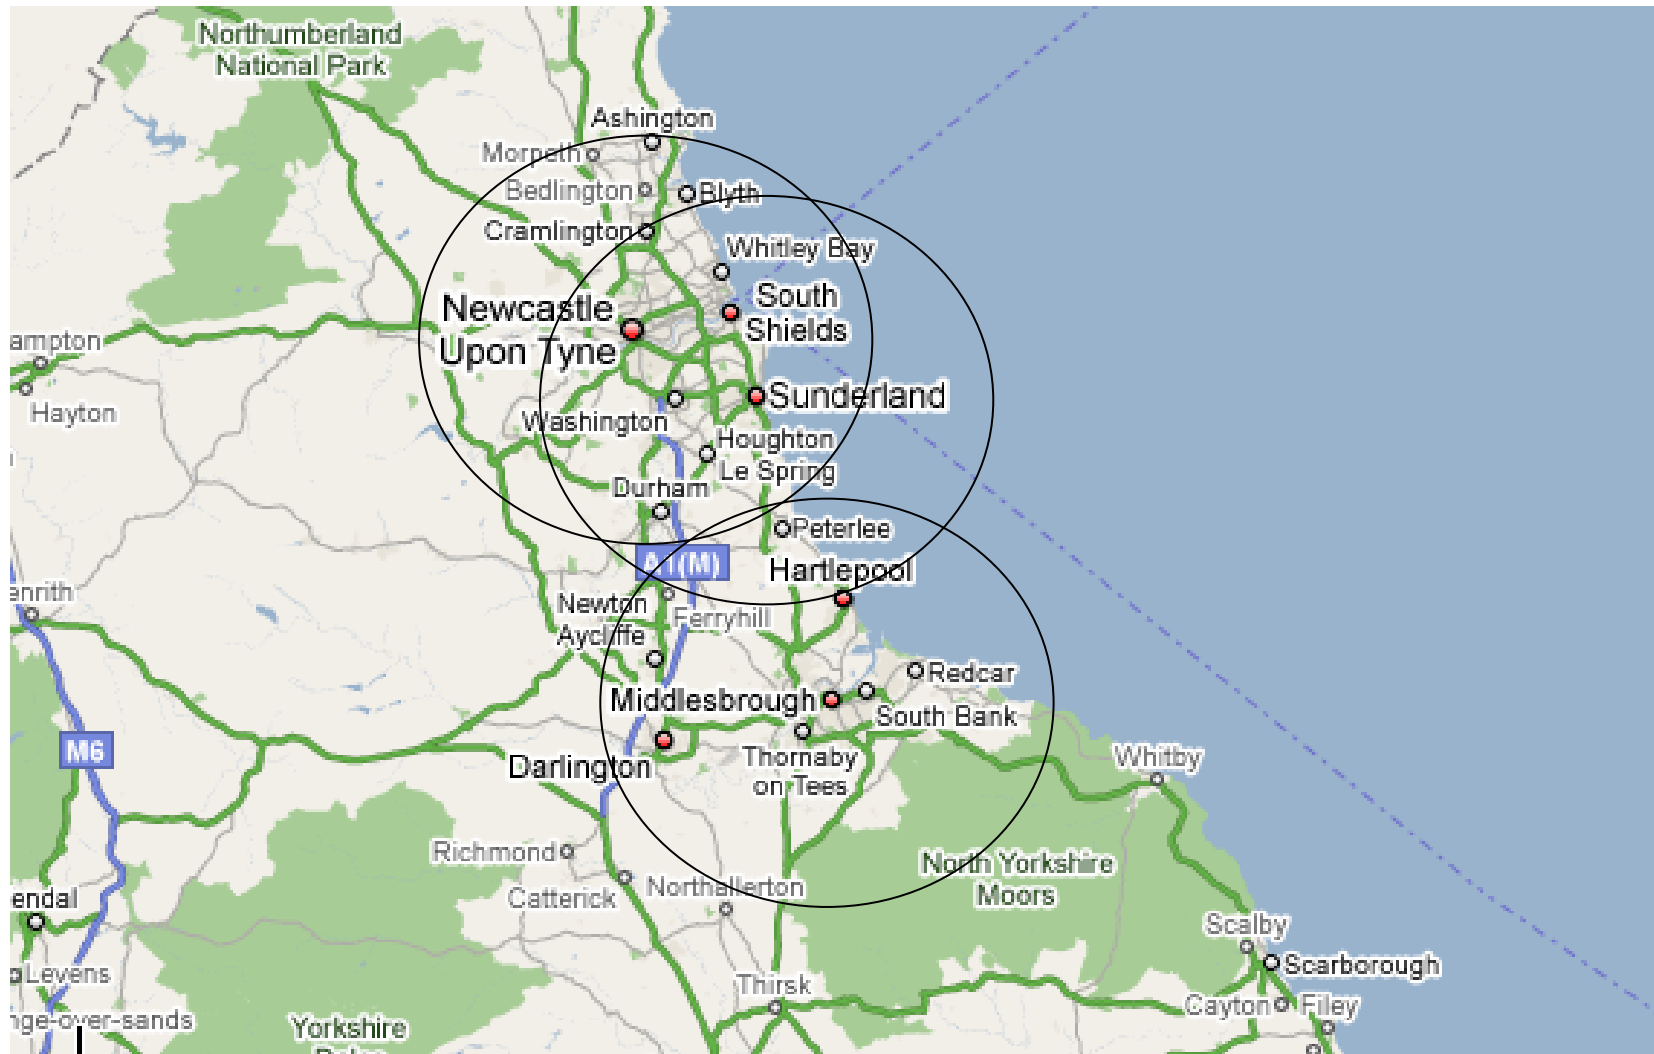 Northumberland
National Park
Ashington
Morpeth
Bedlington
Blyth
Cramlington
Whitley Bay
Newcastle
Upon Tyne
South
Shields
ampton
Hayton
Sunderland
Washington
Houghton
Le Spring
Durham
Peterlee
A1(M)
Hartlepool
enrith
Newton
Aycliffe
Ferryhill
Redcar
Middlesbrough
South Bank
M6
Darlington
Thornaby
on Tees
Whitby
Richmond
Catterick
Northallerton
North Yorkshire
Moors
endal
Scalby
Scarborough
Levens
Thirsk
Cayton
Filey
nge-over-sands
Yorkshire